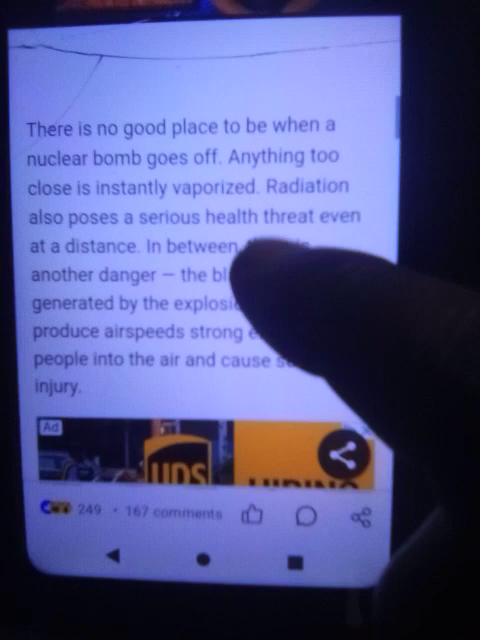 There is no good place to be when a
nuclear bomb goes off. Anything too
close is instantly vaporized. Radiation
also poses a serious health threat even
at a distance. In between
another danger — the
generated by the
produce airspeeds strong
people into the air and cause
injury.
Ad
UPS
HIRING
249 • 167 comments